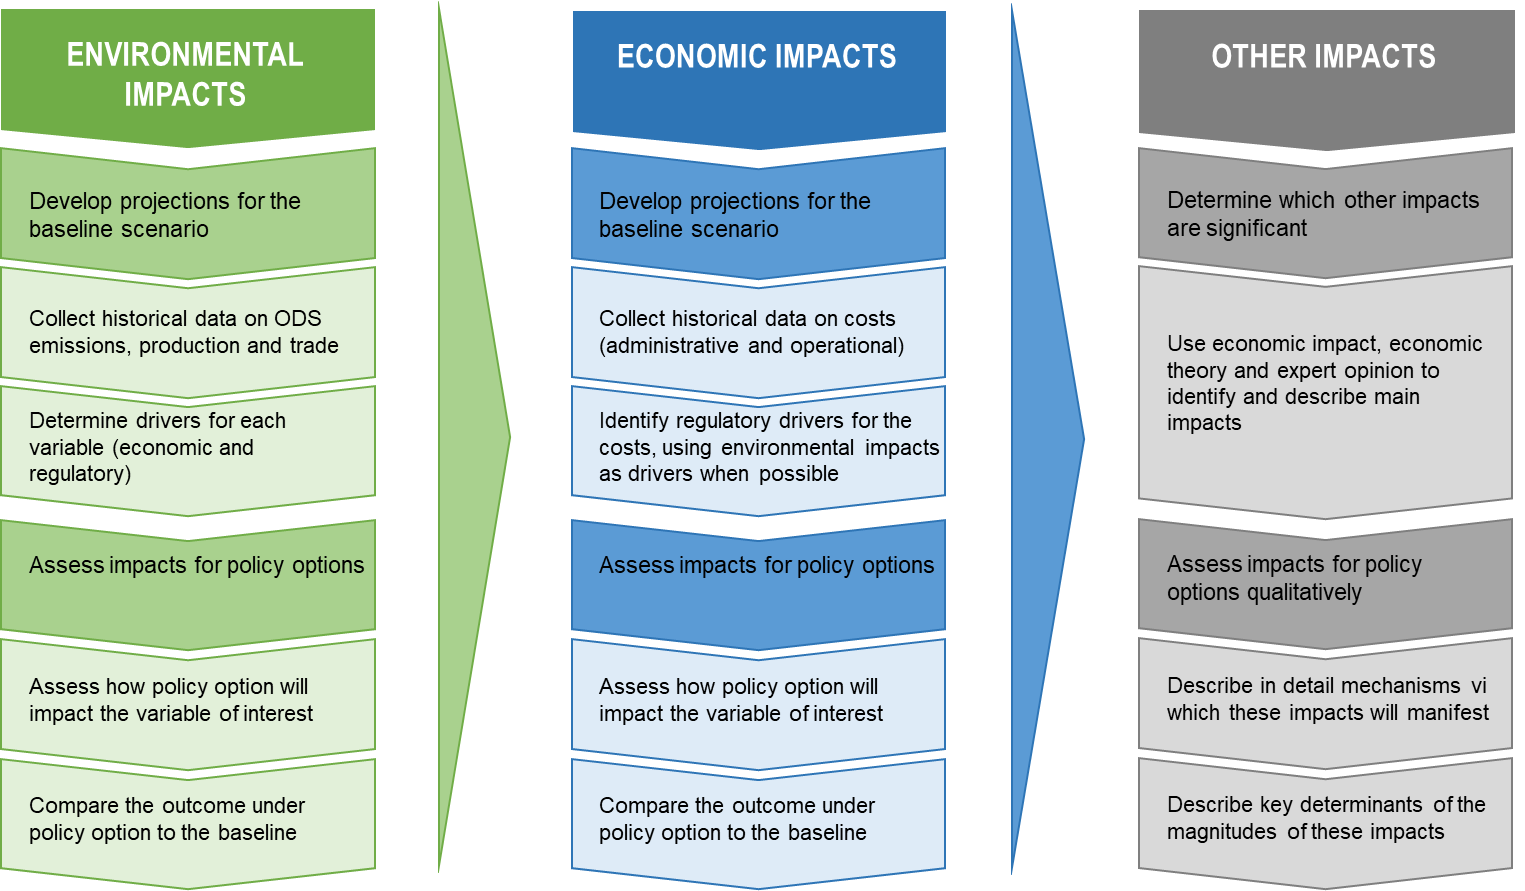 ENVIRONMENTAL
IMPACTS
Develop projections for the
baseline scenario
Collect historical data on ODS
emissions, production and trade
Determine drivers for each
variable (economic and
regulatory)
Assess impacts for policy options
Assess how policy option will
impact the variable of interest
Compare the outcome under
policy option to the baseline
ECONOMIC IMPACTS
Develop projections for the
baseline scenario
Collect historical data on costs
(administrative and operational)
Identify regulatory drivers for the
costs, using environmental impacts
as drivers when possible
Assess impacts for policy options
Assess how policy option will
impact the variable of interest
Compare the outcome under
policy option to the baseline
OTHER IMPACTS
Determine which other impacts
are significant
Use economic impact, economic
theory and expert opinion to
identify and describe main
impacts
Assess impacts for policy
options qualitatively
Describe in detail mechanisms vi
which these impacts will manifest
Describe key determinants of the
magnitudes of these impacts